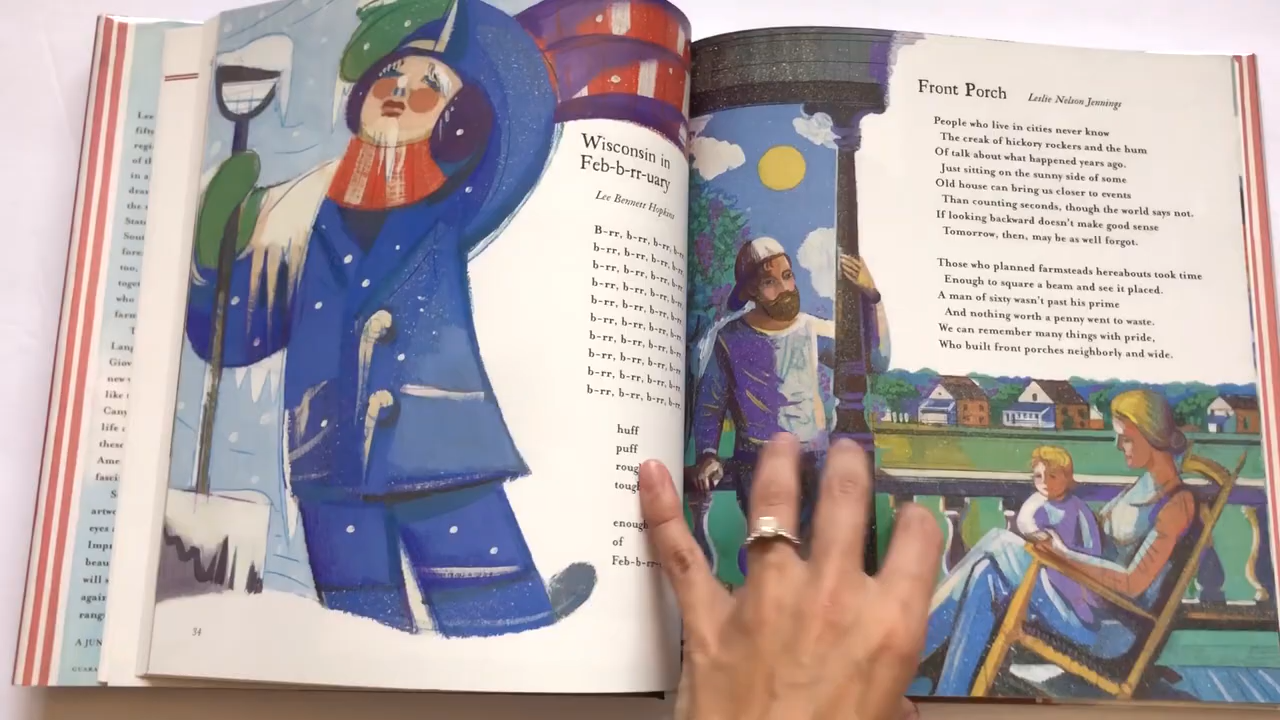 Wisconsin in
Feb-b-rr-uary
Lee Bennett Hopkins
B-rr, b-rr, b-rr,
b-rr, b-rr, b-rr,
b-rr, b-rr, b-rr,
b-rr, b-rr, b-rr,
b-rr, b-rr, b-rr,
b-rr, b-rr, b-rr,
b-rr, b-rr, b-rr,
b-rr, b-rr, b-rr,
b-rr, b-rr, b-rr, b-rr,
b-rr, b-rr, b-rr, b-rr.
huff
puff
enough
of
34
Front Porch
Leslie Nelson Jennings
People who live in cities never know
The creak of hickory rockers and the hum
Of talk about what happened years ago.
Just sitting on the sunny side of some
Old house can bring us closer to events
Than counting seconds, though the world says not.
If looking backward doesn't make good sense
Tomorrow, then, may be as well forgot.
Those who planned farmsteads hereabouts took time
Enough to square a beam and see it placed.
A man of sixty wasn't past his prime
And nothing worth a penny went to waste.
We can remember many things with pride,
Who built front porches neighborly and wide.